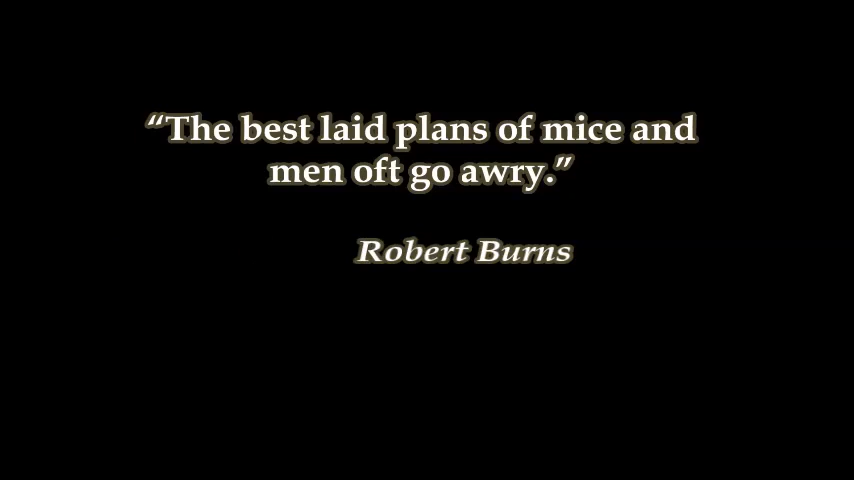 “The best laid plans of mice and
men oft go awry.”
Robert Burns